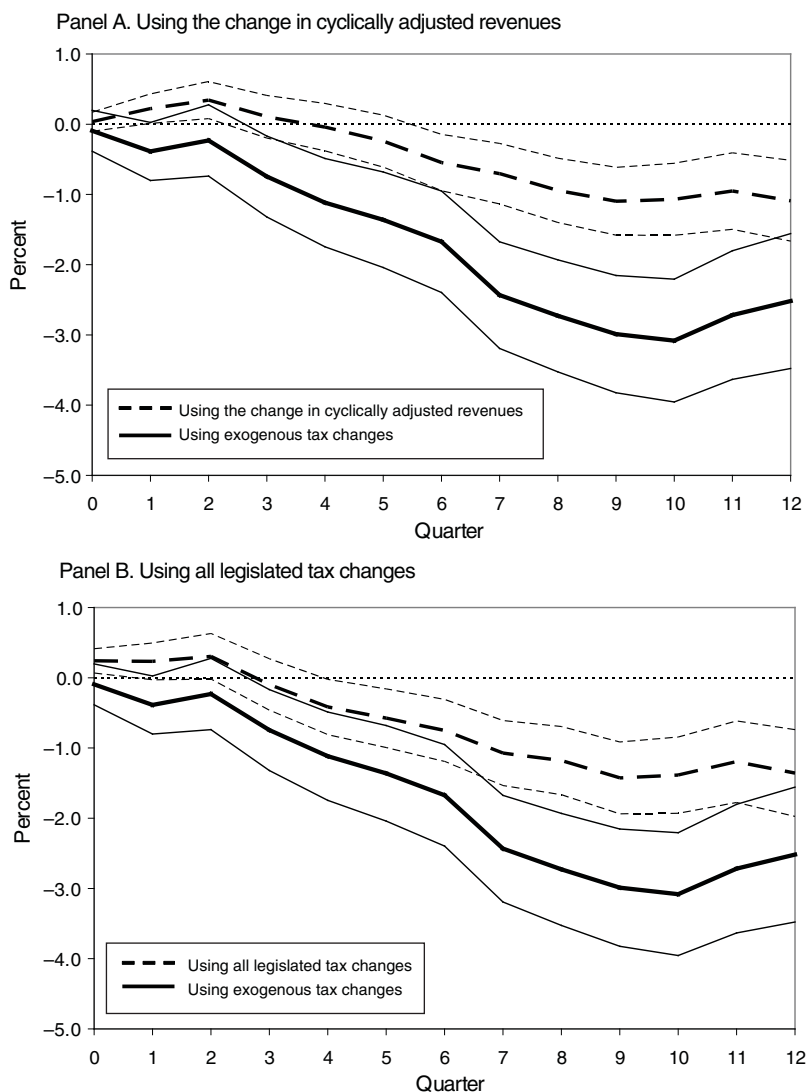 Panel A. Using the change in cyclically adjusted revenues
1.0
0.0
–1.0
–2.0
–3.0
–4.0
–5.0
Percent
Using the change in cyclically adjusted revenues
Using exogenous tax changes
0 1 2 3 4 5 6 7 8 9 10 11 12
Quarter
Panel B. Using all legislated tax changes
1.0
0.0
–1.0
–2.0
–3.0
–4.0
–5.0
Percent
Using all legislated tax changes
Using exogenous tax changes
0 1 2 3 4 5 6 7 8 9 10 11 12
Quarter